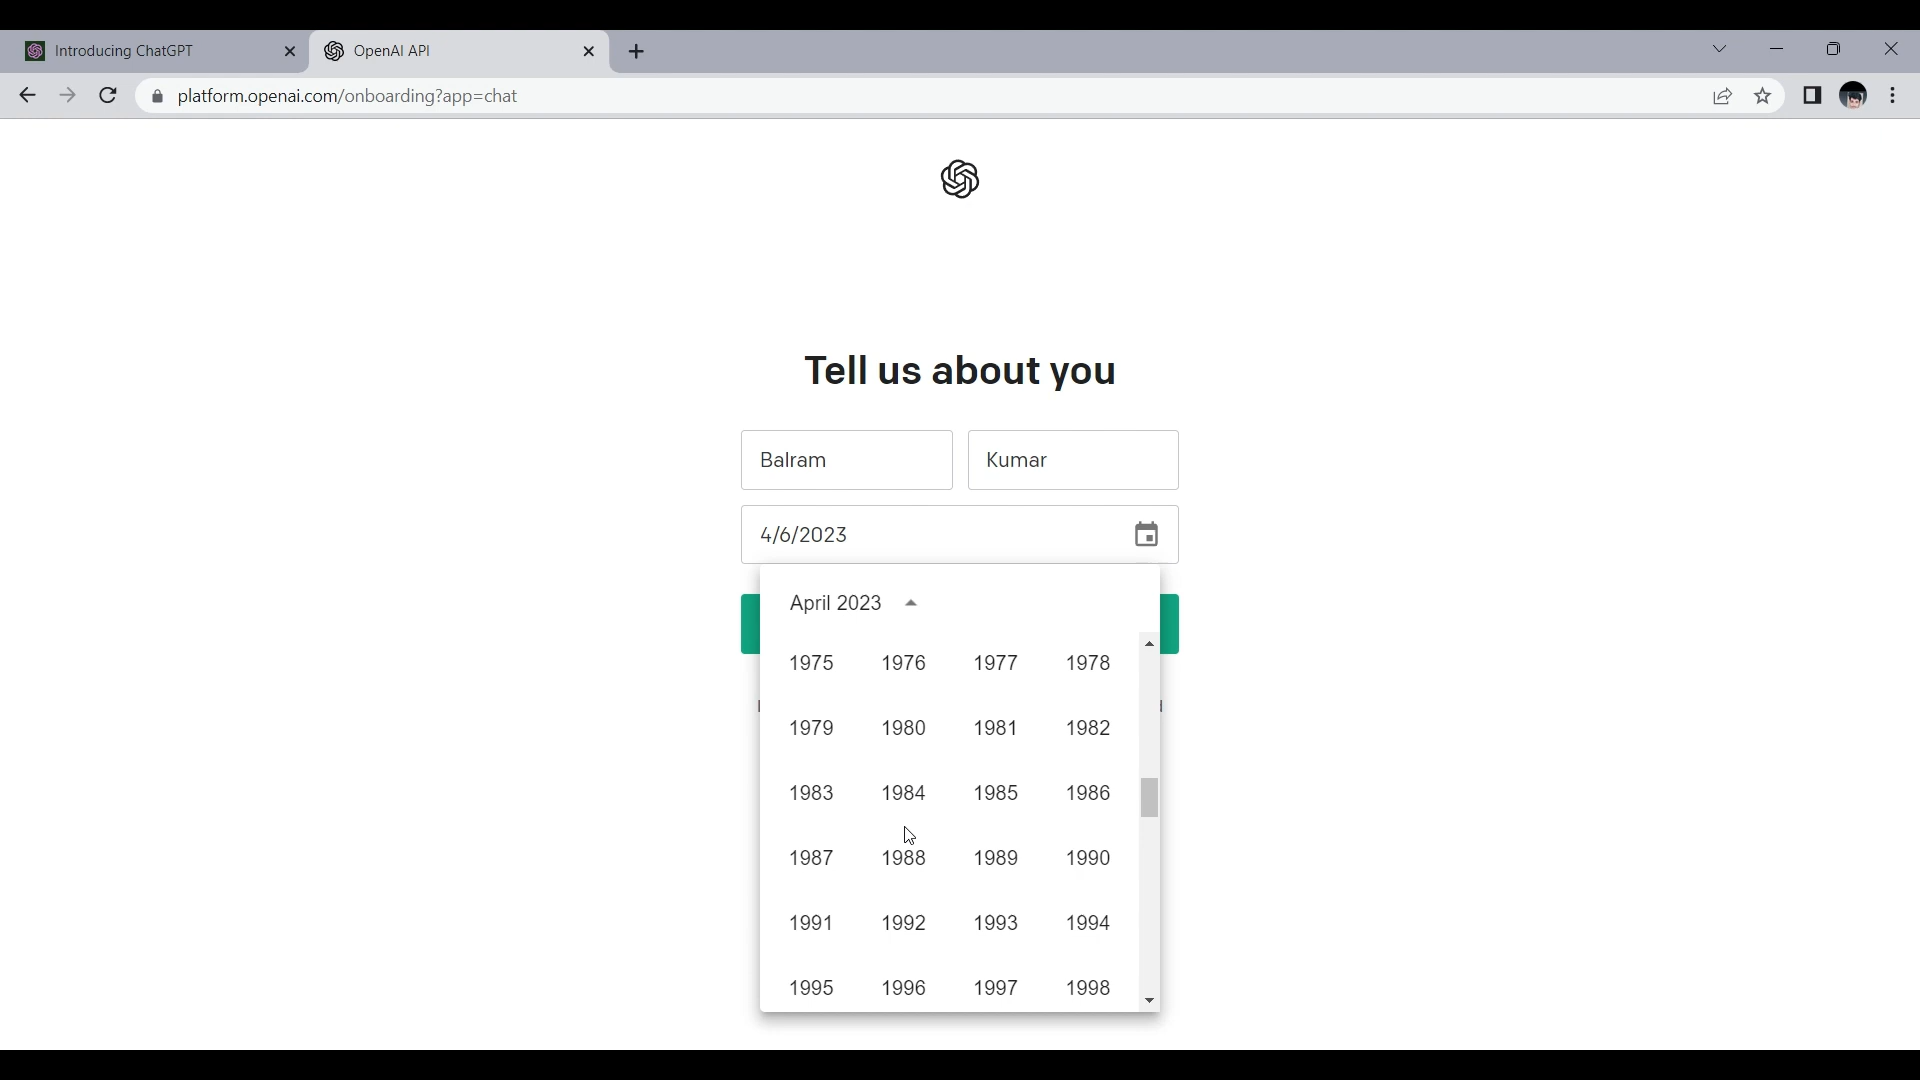 Introducing ChatGPT
OpenAI API
platform.openai.com/onboarding?app=chat
Tell us about you
Balram Kumar
4/6/2023
April 2023
1975 1976 1977 1978
1979 1980 1981 1982
1983 1984 1985 1986
1987 1988 1989 1990
1991 1992 1993 1994
1995 1996 1997 1998